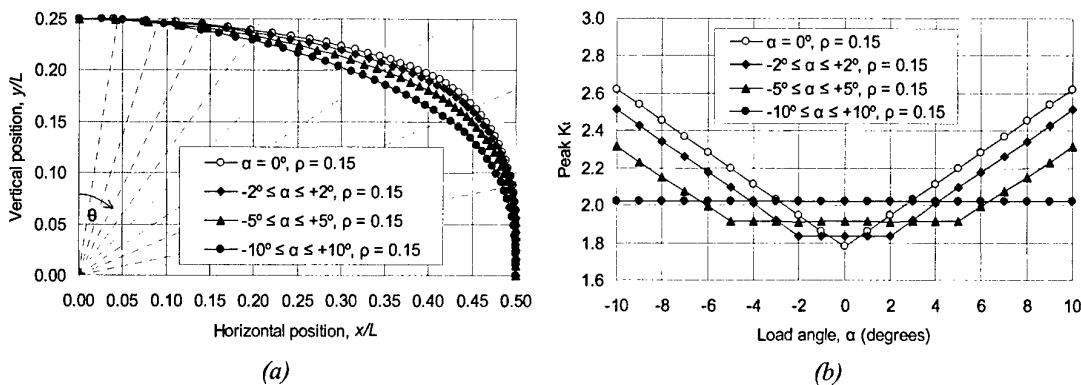 0.25
0.20
0.15
0.10
0.05
0.00
Vertical position, y/L
θ
α = 0º, ρ = 0.15
-2º ≤ α ≤ +2º, ρ = 0.15
-5º ≤ α ≤ +5º, ρ = 0.15
-10º ≤ α ≤ +10º, ρ = 0.15
0.00 0.05 0.10 0.15 0.20 0.25 0.30 0.35 0.40 0.45 0.50
Horizontal position, x/L
(a)
3.0
2.8
2.6
2.4
2.2
2.0
1.8
1.6
Peak Kt
α = 0º, ρ = 0.15
-2º ≤ α ≤ +2º, ρ = 0.15
-5º ≤ α ≤ +5º, ρ = 0.15
-10º ≤ α ≤ +10º, ρ = 0.15
-10 -8 -6 -4 -2 0 2 4 6 8 10
Load angle, α (degrees)
(b)